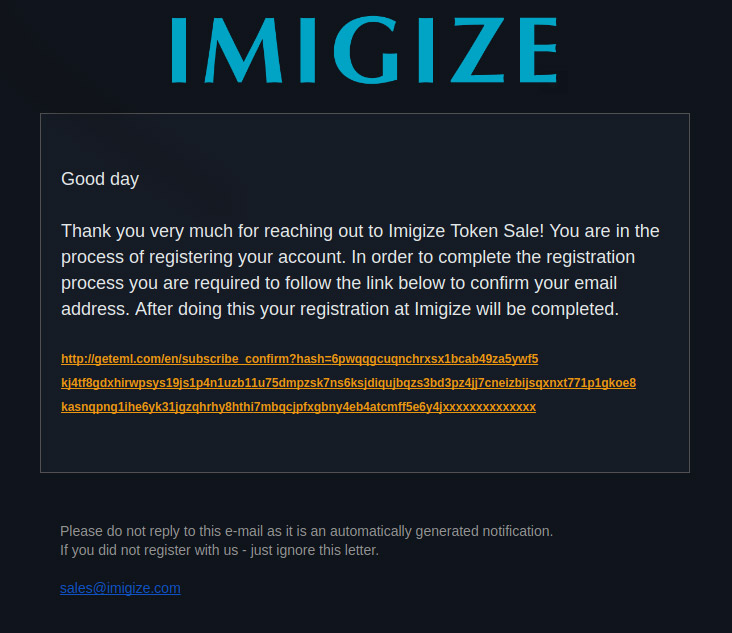 IMIGIZE
Good day
Thank you very much for reaching out to Imigize Token Sale! You are in the
process of registering your account. In order to complete the registration
process you are required to follow the link below to confirm your email
address. After doing this your registration at Imigize will be completed.
http://geteml.com/en/subscribe_confirm?hash=6pwqqgcuqnchrxsx1bcab49za5ywf5
kj4tf8gdxhirwpsys19js1p4n1uzb11u75dmpzsk7ns6ksjdiqujbqzs3bd3pz4jj7cneizbijsqxnxt771p1gkoe8
kasnqpng1ihe6yk31jgzqhrhy8hthi7mbqcjpfxgbny4eb4atcmff5e6y4jxxxxxxxxxxxxxx
Please do not reply to this e-mail as it is an automatically generated notification.
If you did not register with us - just ignore this letter.
sales@imigize.com